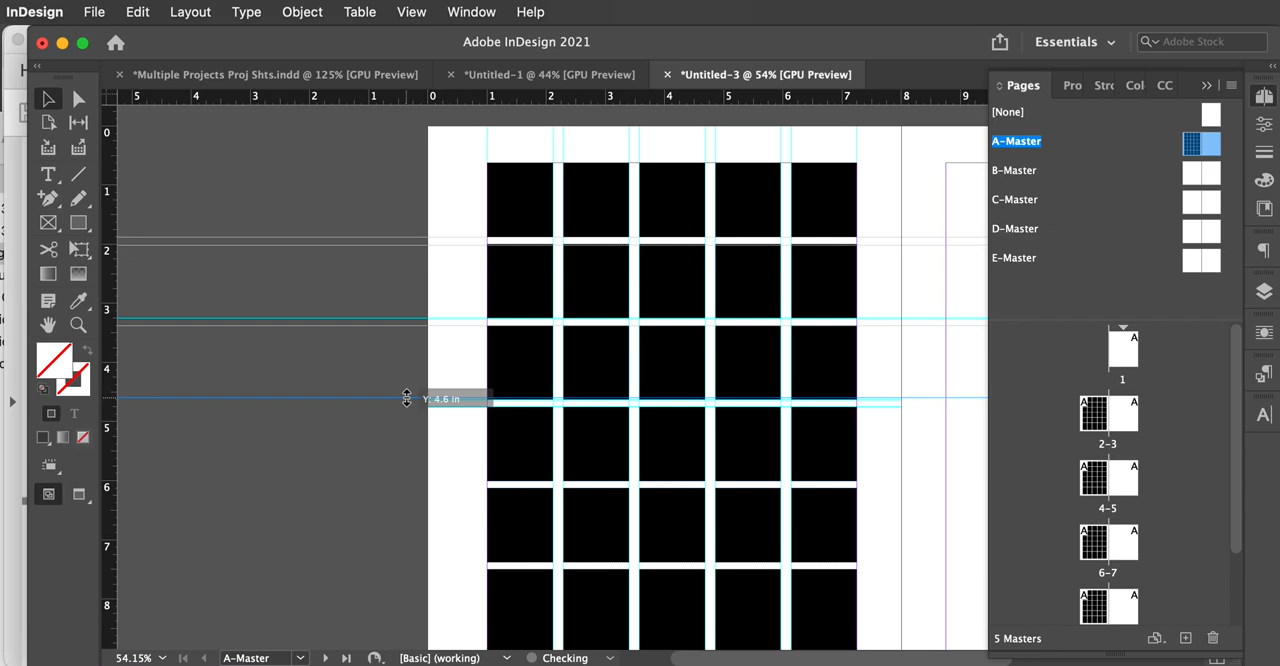 InDesign File Edit Layout Type Object Table View Window Help
Adobe InDesign 2021
Essentials
Adobe Stock
*Multiple Projects Proj Shts.indd @ 125% [GPU Preview]
*Untitled-1 @ 44% [GPU Preview]
*Untitled-3 @ 54% [GPU Preview]
5 4 3 2 1 0 1 2 3 4 5 6 7 8 9
0
1
2
3
4
5
6
7
8
Y: 4.6 in
Pages Pro Strc Col CC
[None]
A-Master
B-Master
C-Master
D-Master
E-Master
A
1
A A
2-3
A A
4-5
A A
6-7
A A
5 Masters
54.15% A-Master [Basic] (working) Checking